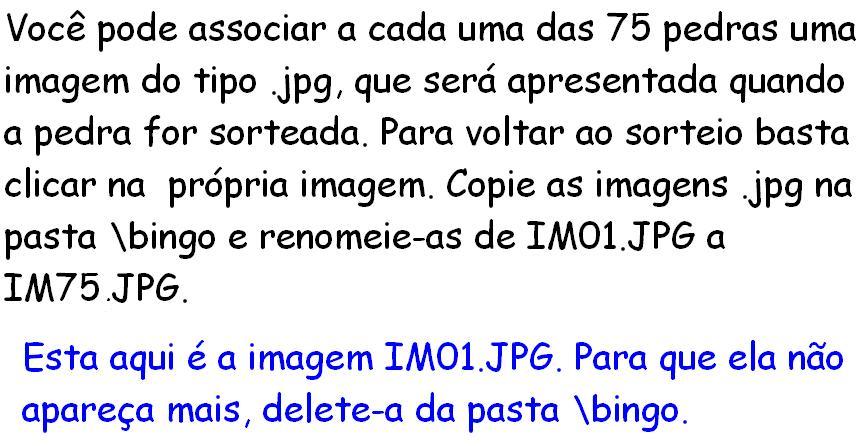 Você pode associar a cada uma das 75 pedras uma
imagem do tipo .jpg, que será apresentada quando
a pedra for sorteada. Para voltar ao sorteio basta
clicar na  própria imagem. Copie as imagens .jpg na
pasta \bingo e renomeie-as de IM01.JPG a
IM75.JPG.
Esta aqui é a imagem IM01.JPG. Para que ela não
apareça mais, delete-a da pasta \bingo.